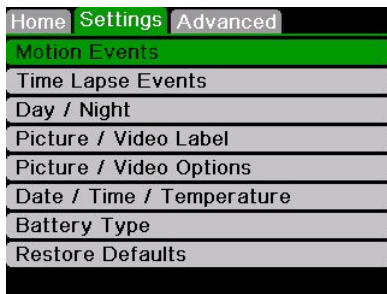 Home Settings Advanced
Motion Events
Time Lapse Events
Day / Night
Picture / Video Label
Picture / Video Options
Date / Time / Temperature
Battery Type
Restore Defaults